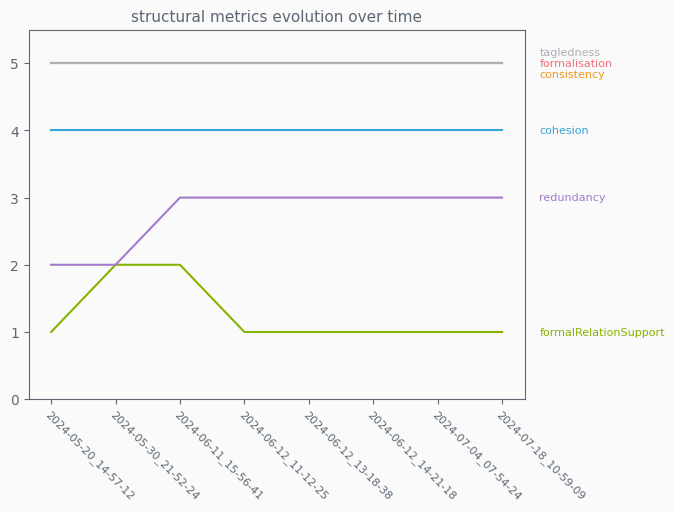 structural metrics evolution over time
5
4
3
2
1
0
tagledness
formalisation
consistency
cohesion
redundancy
formalRelationSupport
2024-05-20_14-57-12
2024-05-30_21-52-24
2024-06-11_15-56-41
2024-06-12_11-12-25
2024-06-12_13-18-38
2024-06-12_14-21-18
2024-07-04_07-54-24
2024-07-18_10-59-09